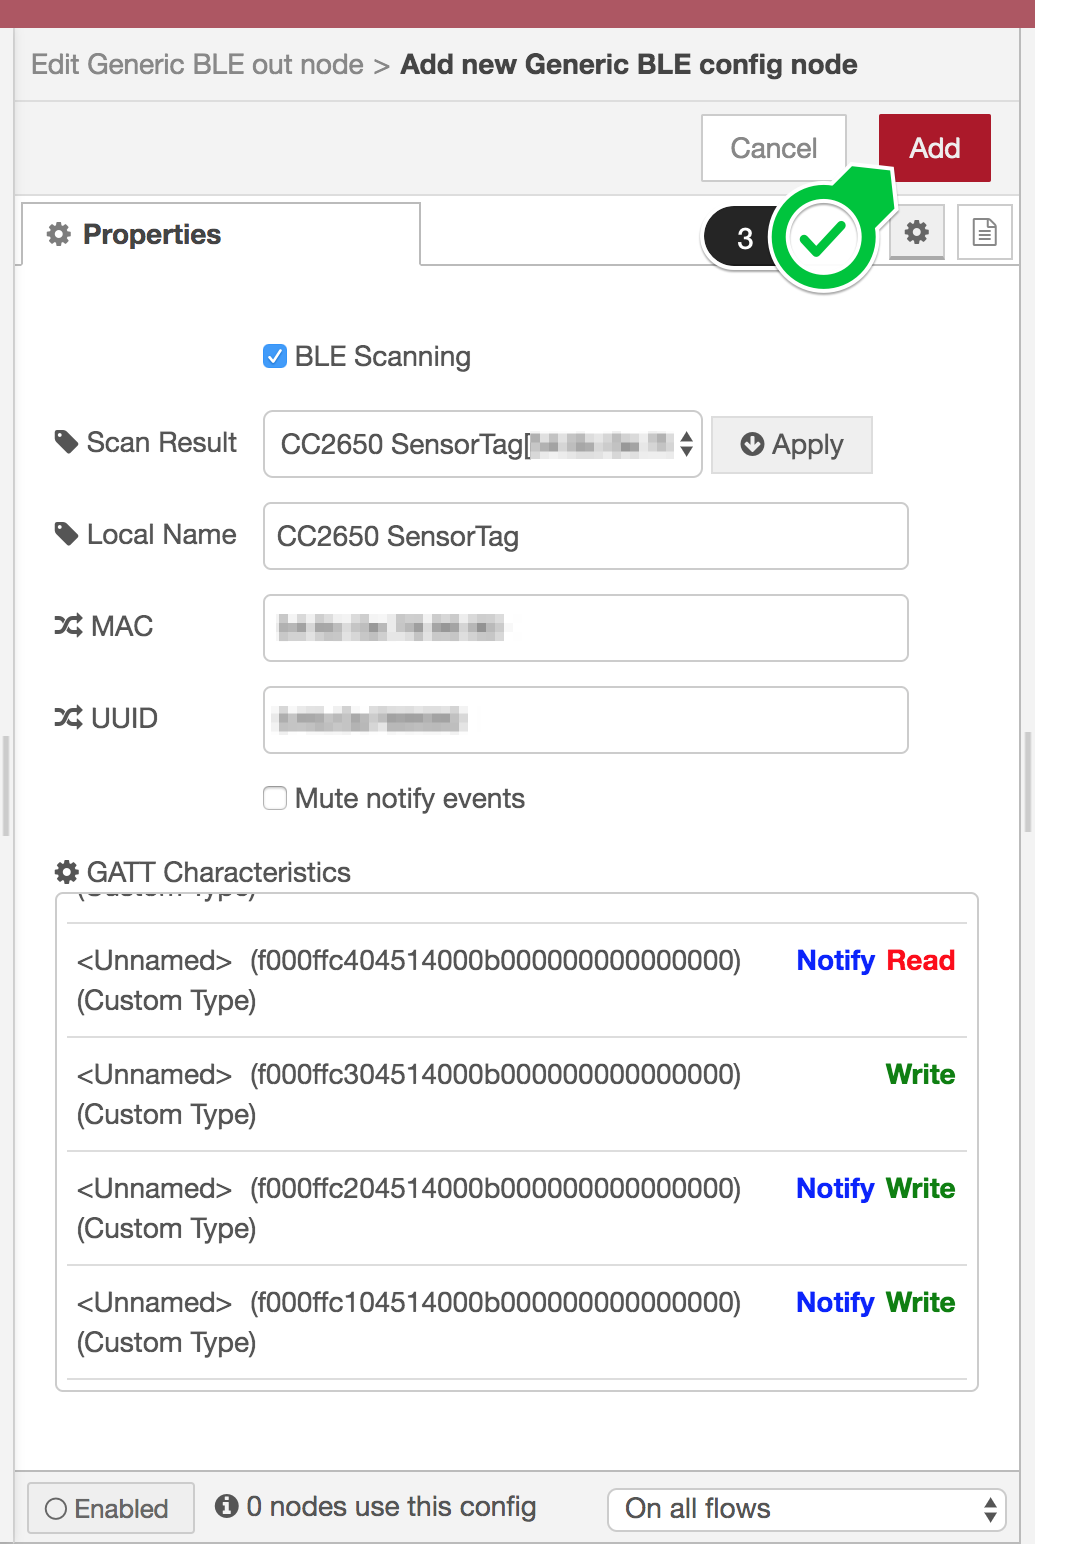 Edit Generic BLE out node > Add new Generic BLE config node
Cancel
Add
Properties
3
BLE Scanning
Scan Result
CC2650 SensorTag[
Apply
Local Name
CC2650 SensorTag
MAC
UUID
Mute notify events
GATT Characteristics
(Custom Type)
<Unnamed> (f000ffc404514000b000000000000000) Notify Read
(Custom Type)
<Unnamed> (f000ffc304514000b000000000000000) Write
(Custom Type)
<Unnamed> (f000ffc204514000b000000000000000) Notify Write
(Custom Type)
<Unnamed> (f000ffc104514000b000000000000000) Notify Write
(Custom Type)
Enabled
0 nodes use this config
On all flows